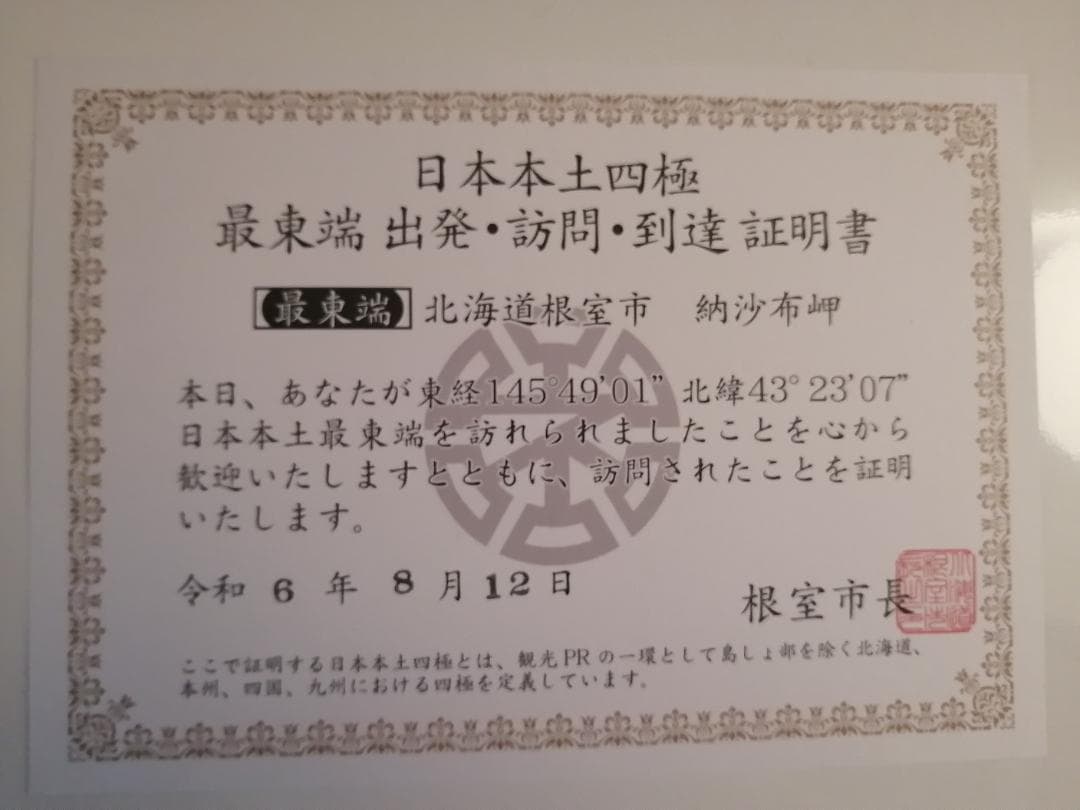 日本本土四極
最東端 出発・訪問・到達 証明書
【最東端】北海道根室市　納沙布岬
本日、あなたが東経145°49’01” 北緯43°23’07”
日本本土最東端を訪れられましたことを心から
歓迎いたしますとともに、訪問されたことを証明
いたします。
令和 6 年 8 月 12 日
根室市長
ここで証明する日本本土四極とは、観光PRの一環として島しょ部を除く北海道、
本州、四国、九州における四極を定義しています。